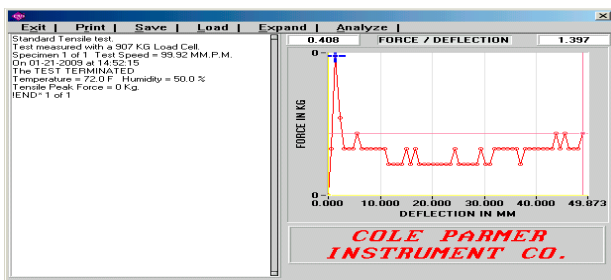 Exit | Print | Save | Load | Expand | Analyze |
Standard Tensile test,
Test measured with a 907 KG Load Cell.
Specimen 1 of 1 Test Speed = 99.92 MM.P.M.
On 01-21-2009 at 14:52:15
The TEST TERMINATED
Temperature = 72.0 F Humidity = 50.0 %
Tensile Peak Force = 0 Kg.
!END* 1 of 1
0.408 FORCE / DEFLECTION 1.397
0
FORCE IN KG
0
0.000 10.000 20.000 30.000 40.000 49.873
DEFLECTION IN MM
COLE PARMER
INSTRUMENT CO.